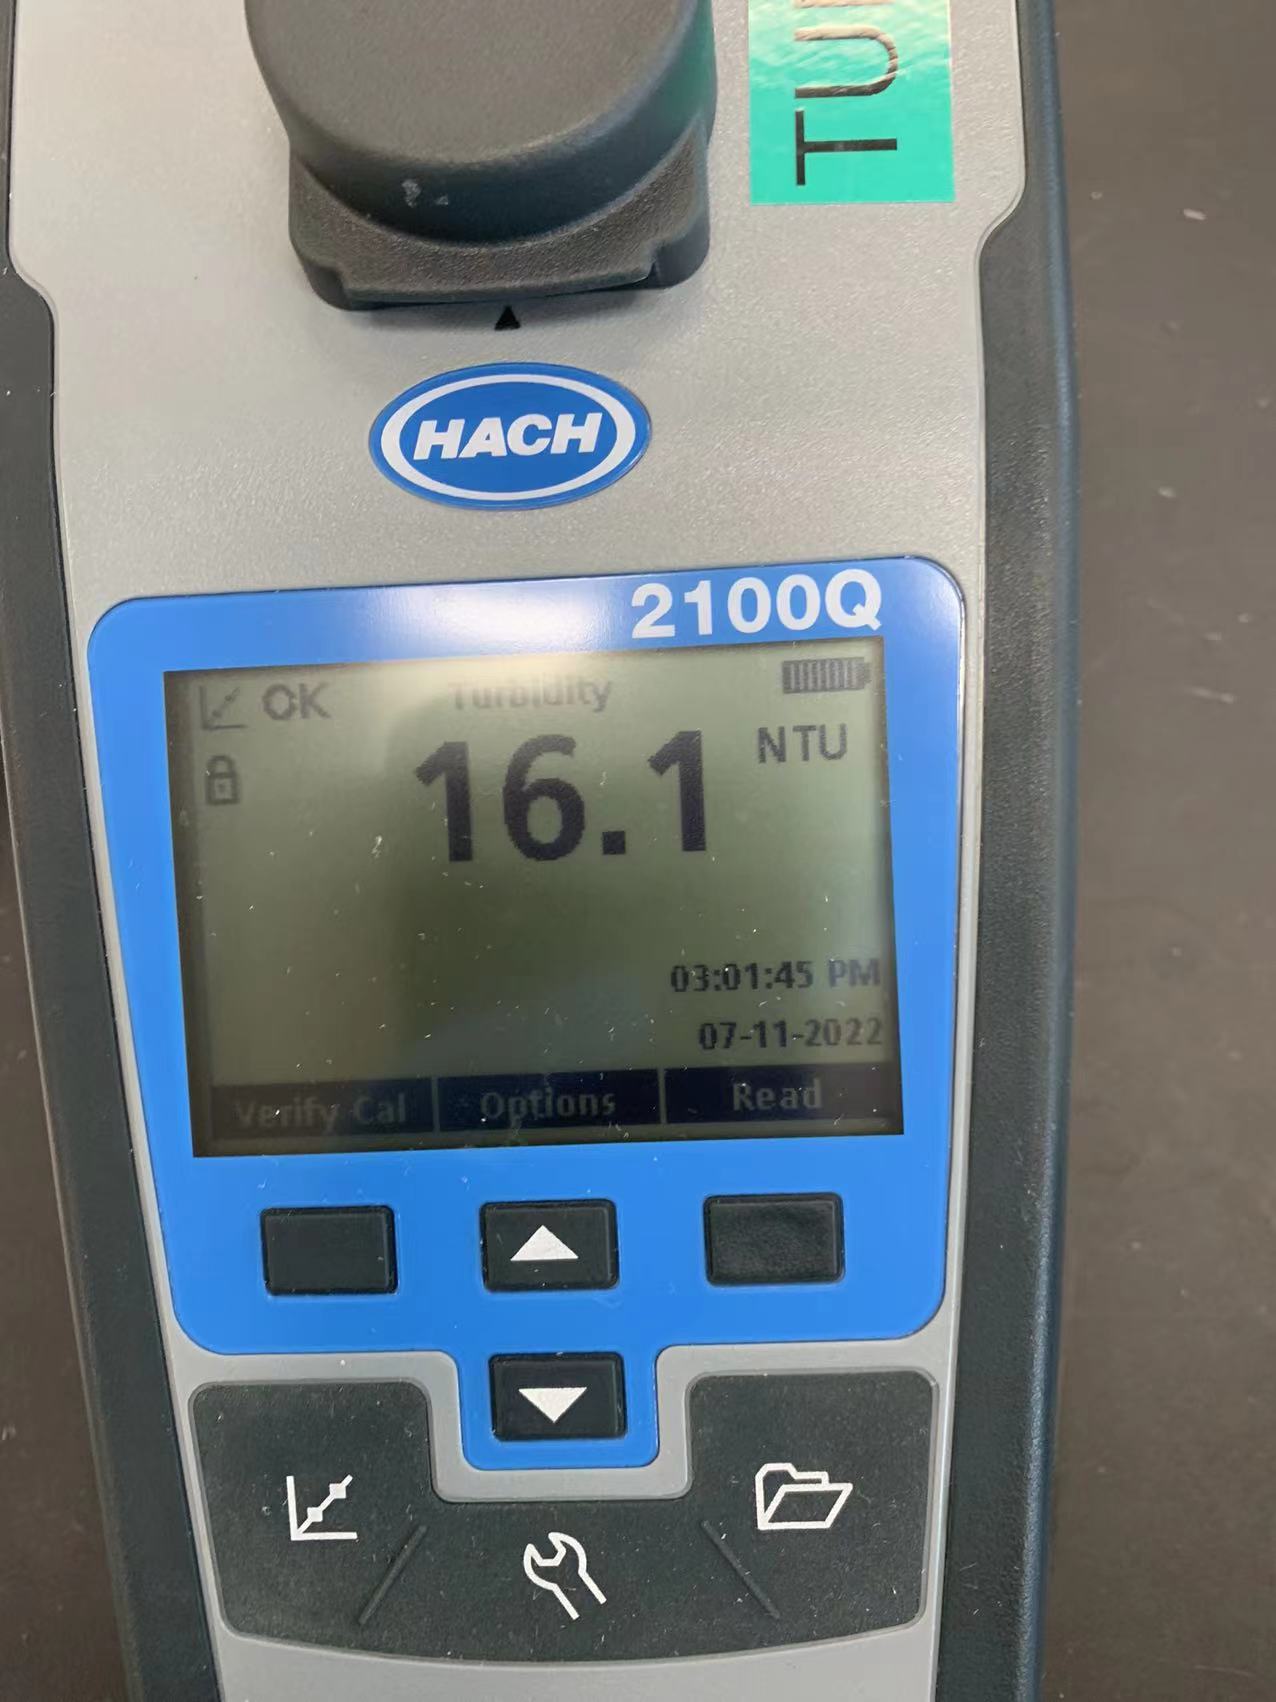 TU
HACH
2100Q
OK Turbidity
16.1 NTU
03:01:45 PM
07-11-2022
Verify Cal Options Read